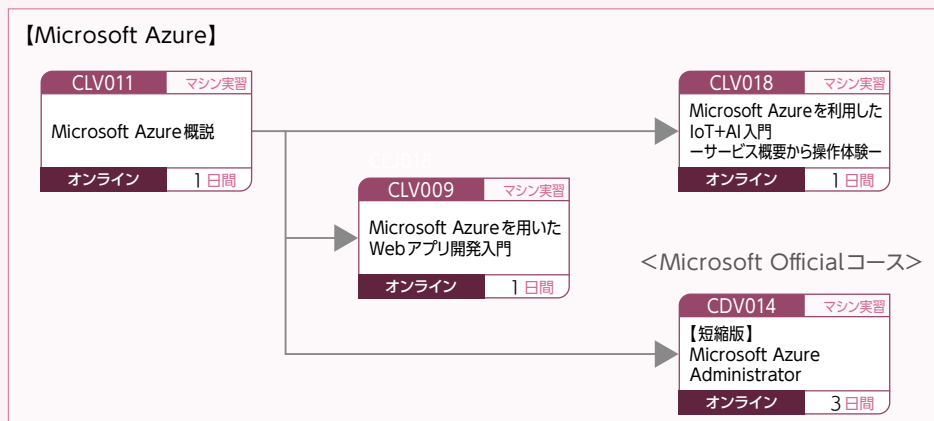 【Microsoft Azure】
CLV011 マシン実習
Microsoft Azure概説
オンライン 1日間
CLV018 マシン実習
Microsoft Azureを利用した
IoT+AI入門
ーサービス概要から操作体験ー
オンライン 1日間
CLV009 マシン実習
Microsoft Azureを用いた
Webアプリ開発入門
オンライン 1日間
<Microsoft Officialコース>
CDV014 マシン実習
【短縮版】
Microsoft Azure
Administrator
オンライン 3日間